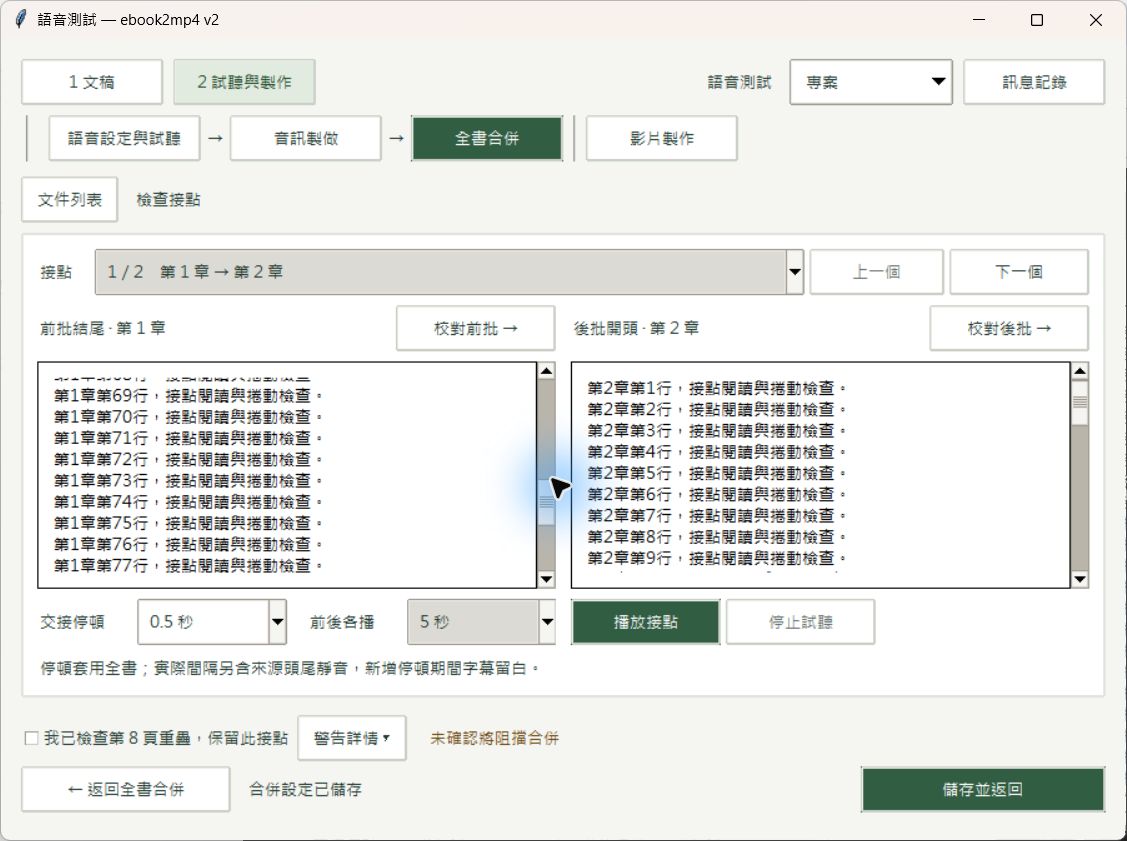 語音測試 — ebook2mp4 v2
1 文稿
2 試聽與製作
語音測試
專案
訊息記錄
語音設定與試聽
→
音訊製做
→
全書合併
影片製作
文件列表
檢查接點
接點
1 / 2　第 1 章 → 第 2 章
上一個
下一個
前批結尾 · 第 1 章
校對前批 →
後批開頭 · 第 2 章
校對後批 →
第1章第69行，接點閱讀與捲動檢查。
第1章第70行，接點閱讀與捲動檢查。
第1章第71行，接點閱讀與捲動檢查。
第1章第72行，接點閱讀與捲動檢查。
第1章第73行，接點閱讀與捲動檢查。
第1章第74行，接點閱讀與捲動檢查。
第1章第75行，接點閱讀與捲動檢查。
第1章第76行，接點閱讀與捲動檢查。
第1章第77行，接點閱讀與捲動檢查。
第2章第1行，接點閱讀與捲動檢查。
第2章第2行，接點閱讀與捲動檢查。
第2章第3行，接點閱讀與捲動檢查。
第2章第4行，接點閱讀與捲動檢查。
第2章第5行，接點閱讀與捲動檢查。
第2章第6行，接點閱讀與捲動檢查。
第2章第7行，接點閱讀與捲動檢查。
第2章第8行，接點閱讀與捲動檢查。
第2章第9行，接點閱讀與捲動檢查。
交接停頓
0.5 秒
前後各播
5 秒
播放接點
停止試聽
停頓套用全書；實際間隔另含來源頭尾靜音，新增停頓期間字幕留白。
我已檢查第 8 頁重疊，保留此接點
警告詳情 ▾
未確認將阻擋合併
← 返回全書合併
合併設定已儲存
儲存並返回